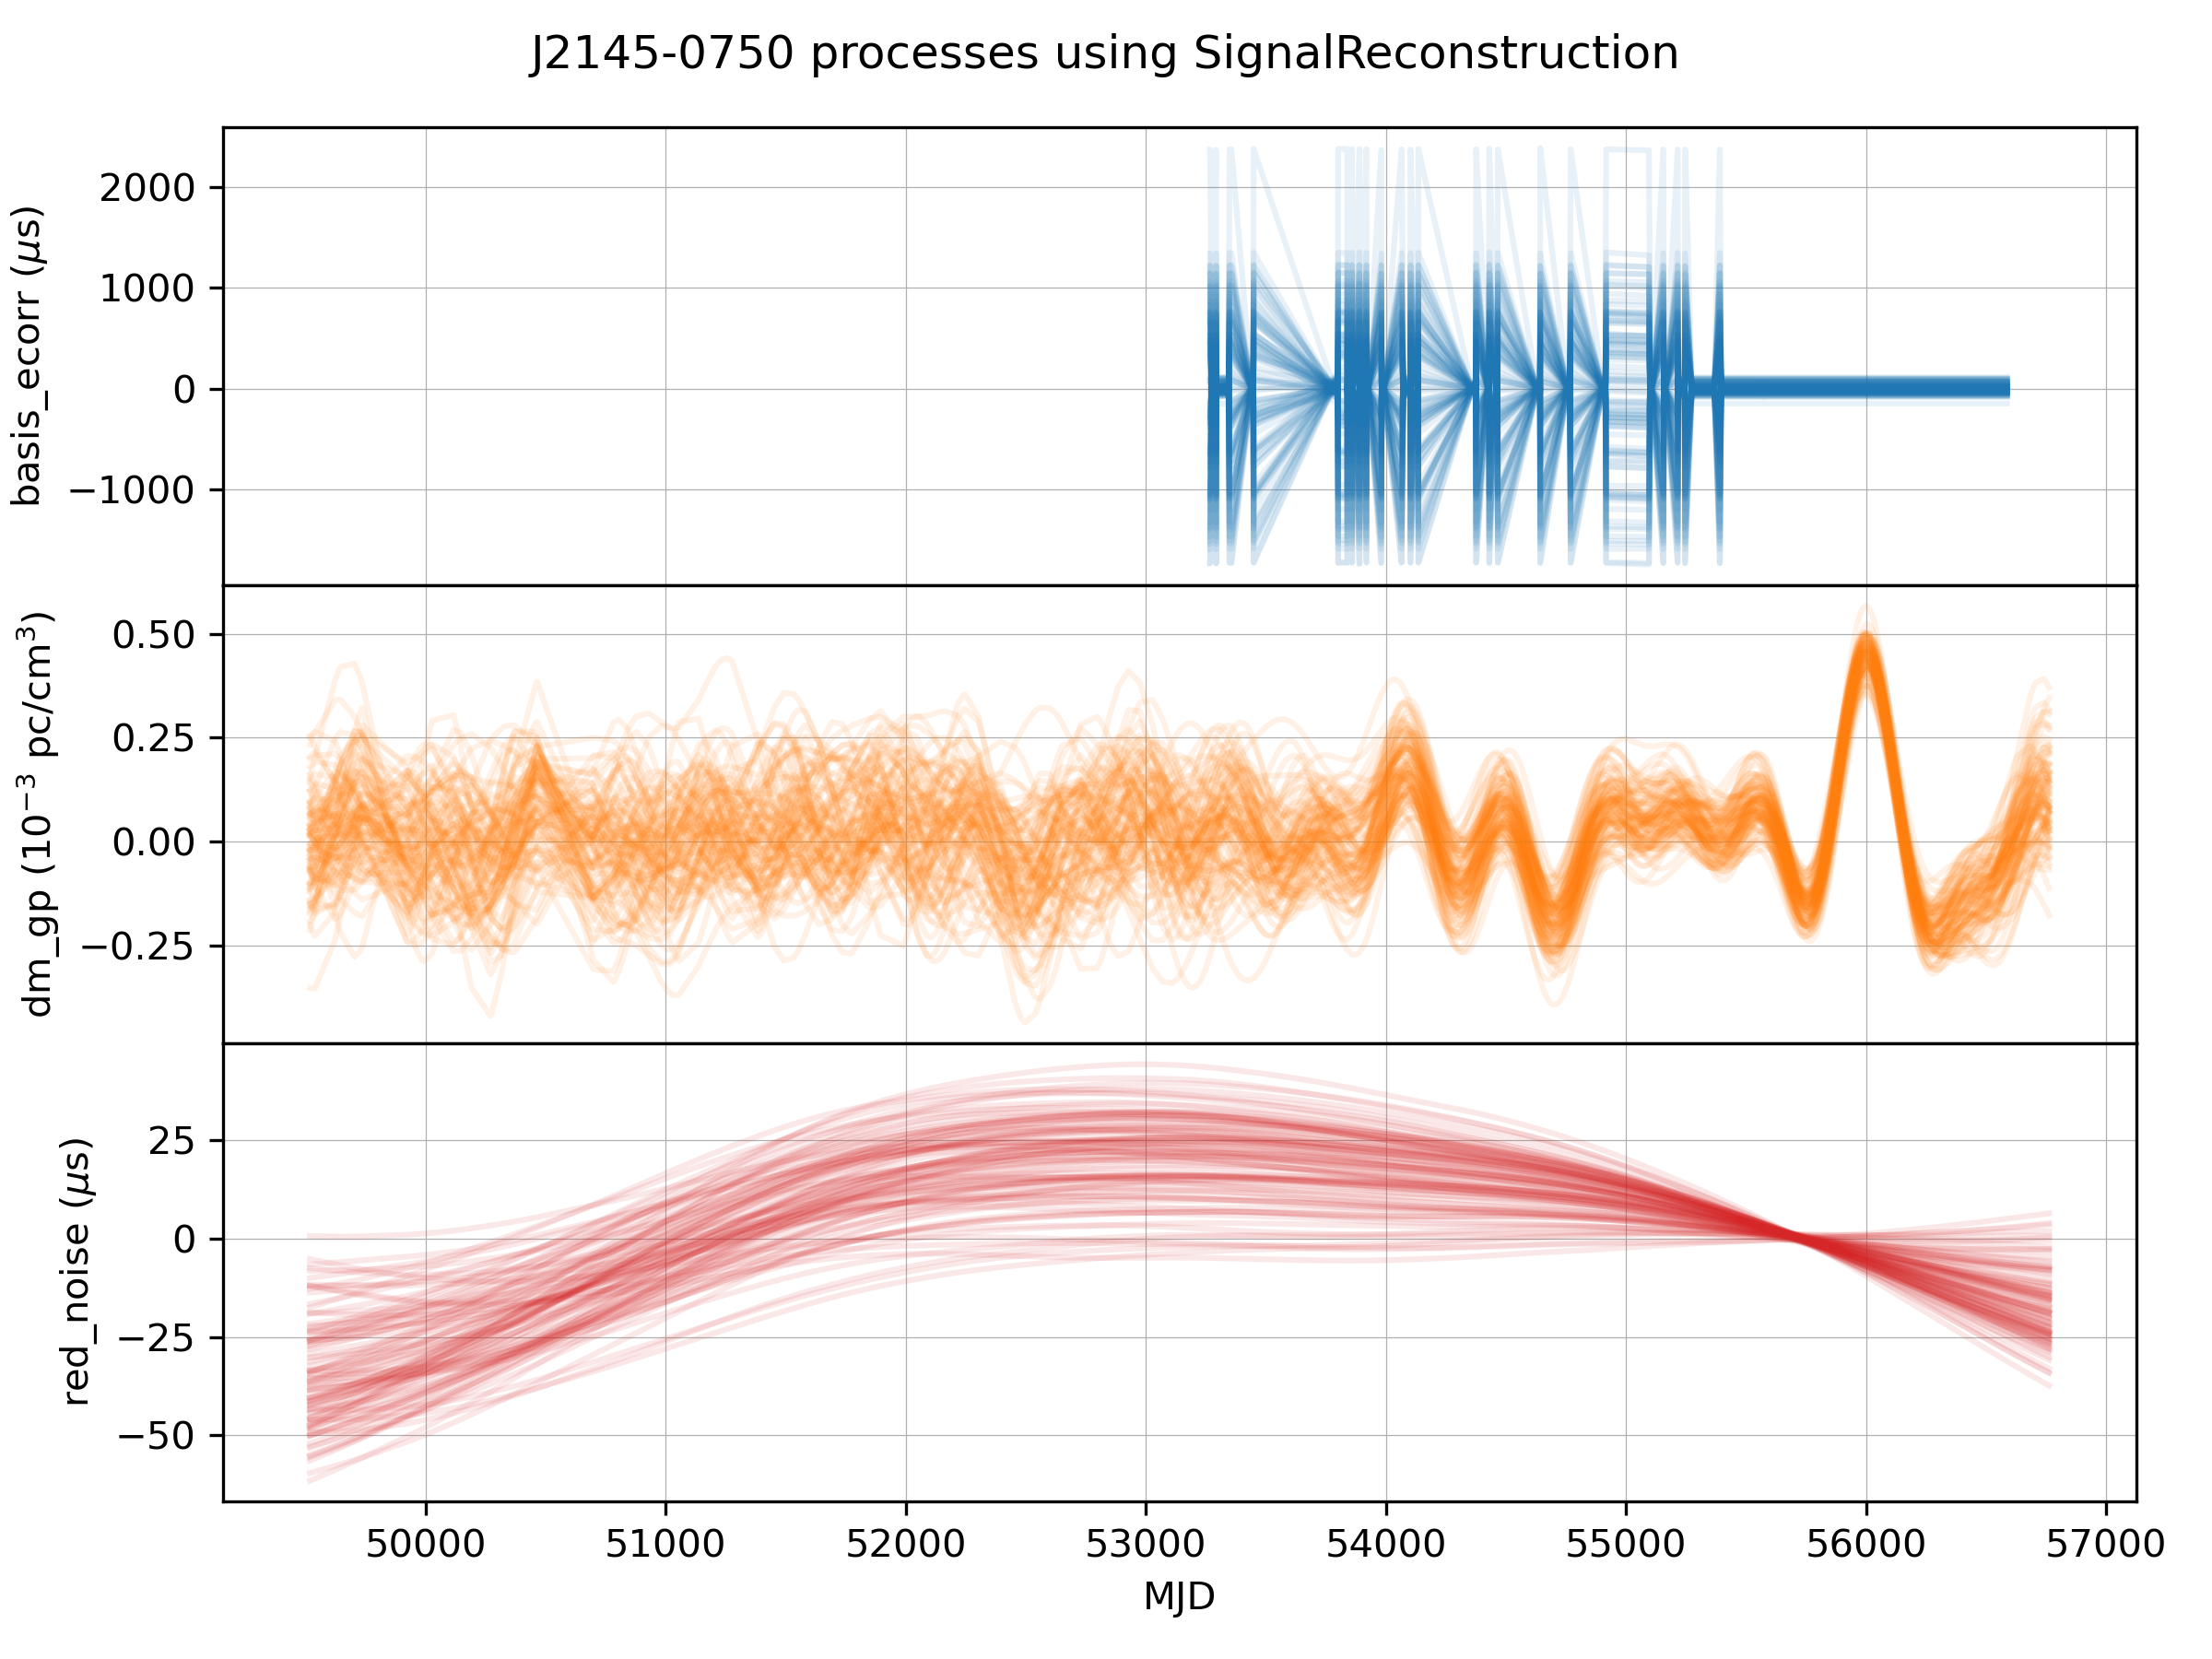 J2145-0750 processes using SignalReconstruction
basis_ecorr (μs)
2000
1000
0
−1000
dm_gp (10⁻³ pc/cm³)
0.50
0.25
0.00
−0.25
red_noise (μs)
25
0
−25
−50
50000 51000 52000 53000 54000 55000 56000 57000
MJD